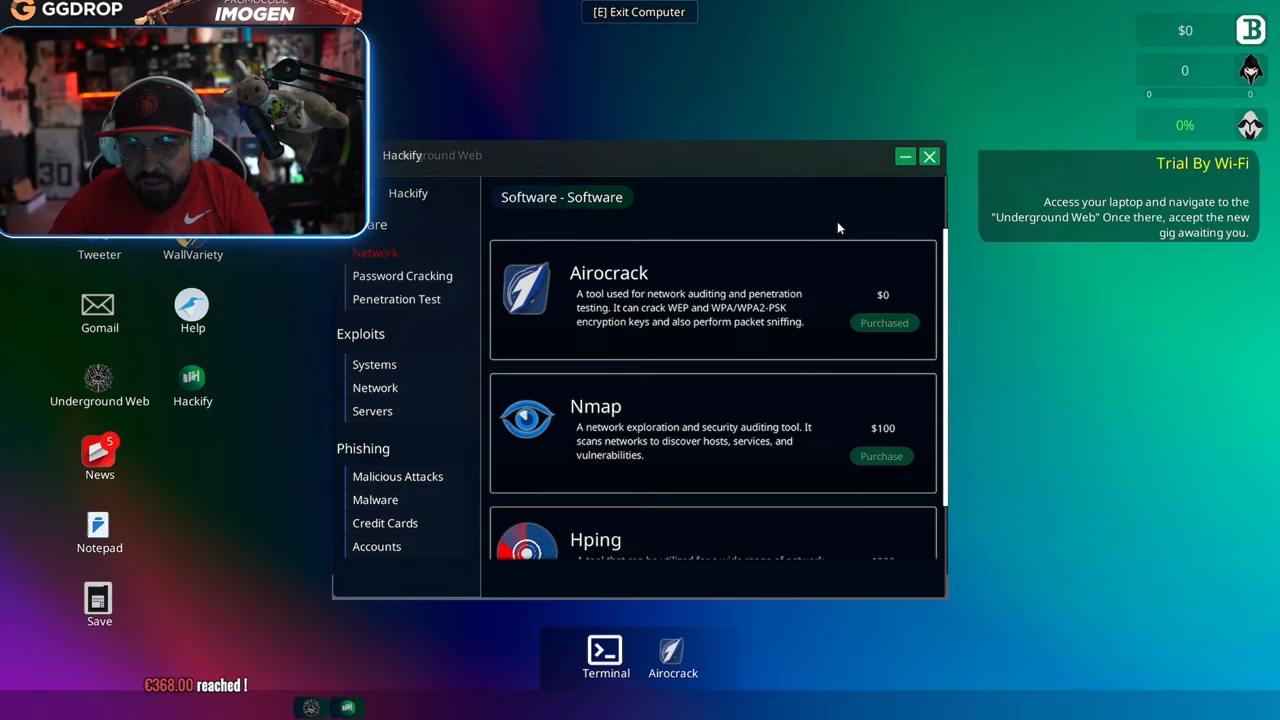 GGDROP
PROMOCODE
IMOGEN
[E] Exit Computer
$0
0
0
0
0%
Trial By Wi-Fi
Access your laptop and navigate to the
"Underground Web" Once there, accept the new
gig awaiting you.
Tweeter
WallVariety
Gomail
Help
Underground Web
Hackify
News
5
Notepad
Save
Hackify
Hackify
Network
Password Cracking
Penetration Test
Exploits
Systems
Network
Servers
Phishing
Malicious Attacks
Malware
Credit Cards
Accounts
Software - Software
Airocrack
A tool used for network auditing and penetration
testing. It can crack WEP and WPA/WPA2-PSK
encryption keys and also perform packet sniffing.
$0
Purchased
Nmap
A network exploration and security auditing tool. It
scans networks to discover hosts, services, and
vulnerabilities.
$100
Purchase
Hping
Terminal
Airocrack
€368.00 reached !
30